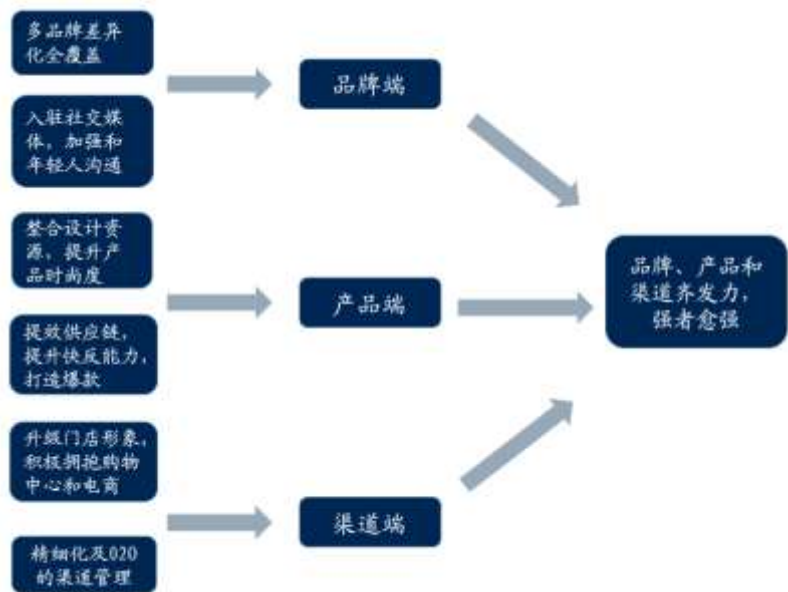 多品牌差异
化全覆盖
品牌端
入驻社交媒
体，加强和
年轻人沟通
整合设计资
源，提升产
品时尚度
产品端
品牌、产品和
渠道齐发力，
强者愈强
提效供应链，
提升快反能力，
打造爆款
升级门店形象，
积极拥抱购物
中心和电商
渠道端
精细化及O2O
的渠道管理